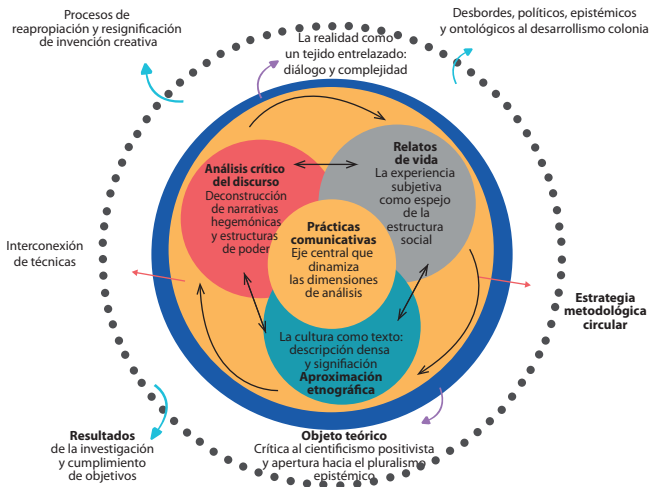 Procesos de
reapropiación y resignificación
de invención creativa
La realidad como
un tejido entrelazado:
diálogo y complejidad
Desbordes, políticos, epistémicos
y ontológicos al desarrollismo colonia
Análisis crítico
del discurso
Deconstrucción
de narrativas
hegemónicas
y estructuras
de poder
Relatos
de vida
La experiencia
subjetiva
como espejo
de la
estructura
social
Prácticas
comunicativas
Eje central que
dinamiza
las dimensiones
de análisis
Interconexión
de técnicas
Estrategia
metodológica
circular
La cultura como texto:
descripción densa
y signifiación
Aproximación
etnográfica
Resultados
de la investigación
y cumplimiento
de objetivos
Objeto teórico
Crítica al cientificismo positivista
y apertura hacia el pluralismo
epistémico